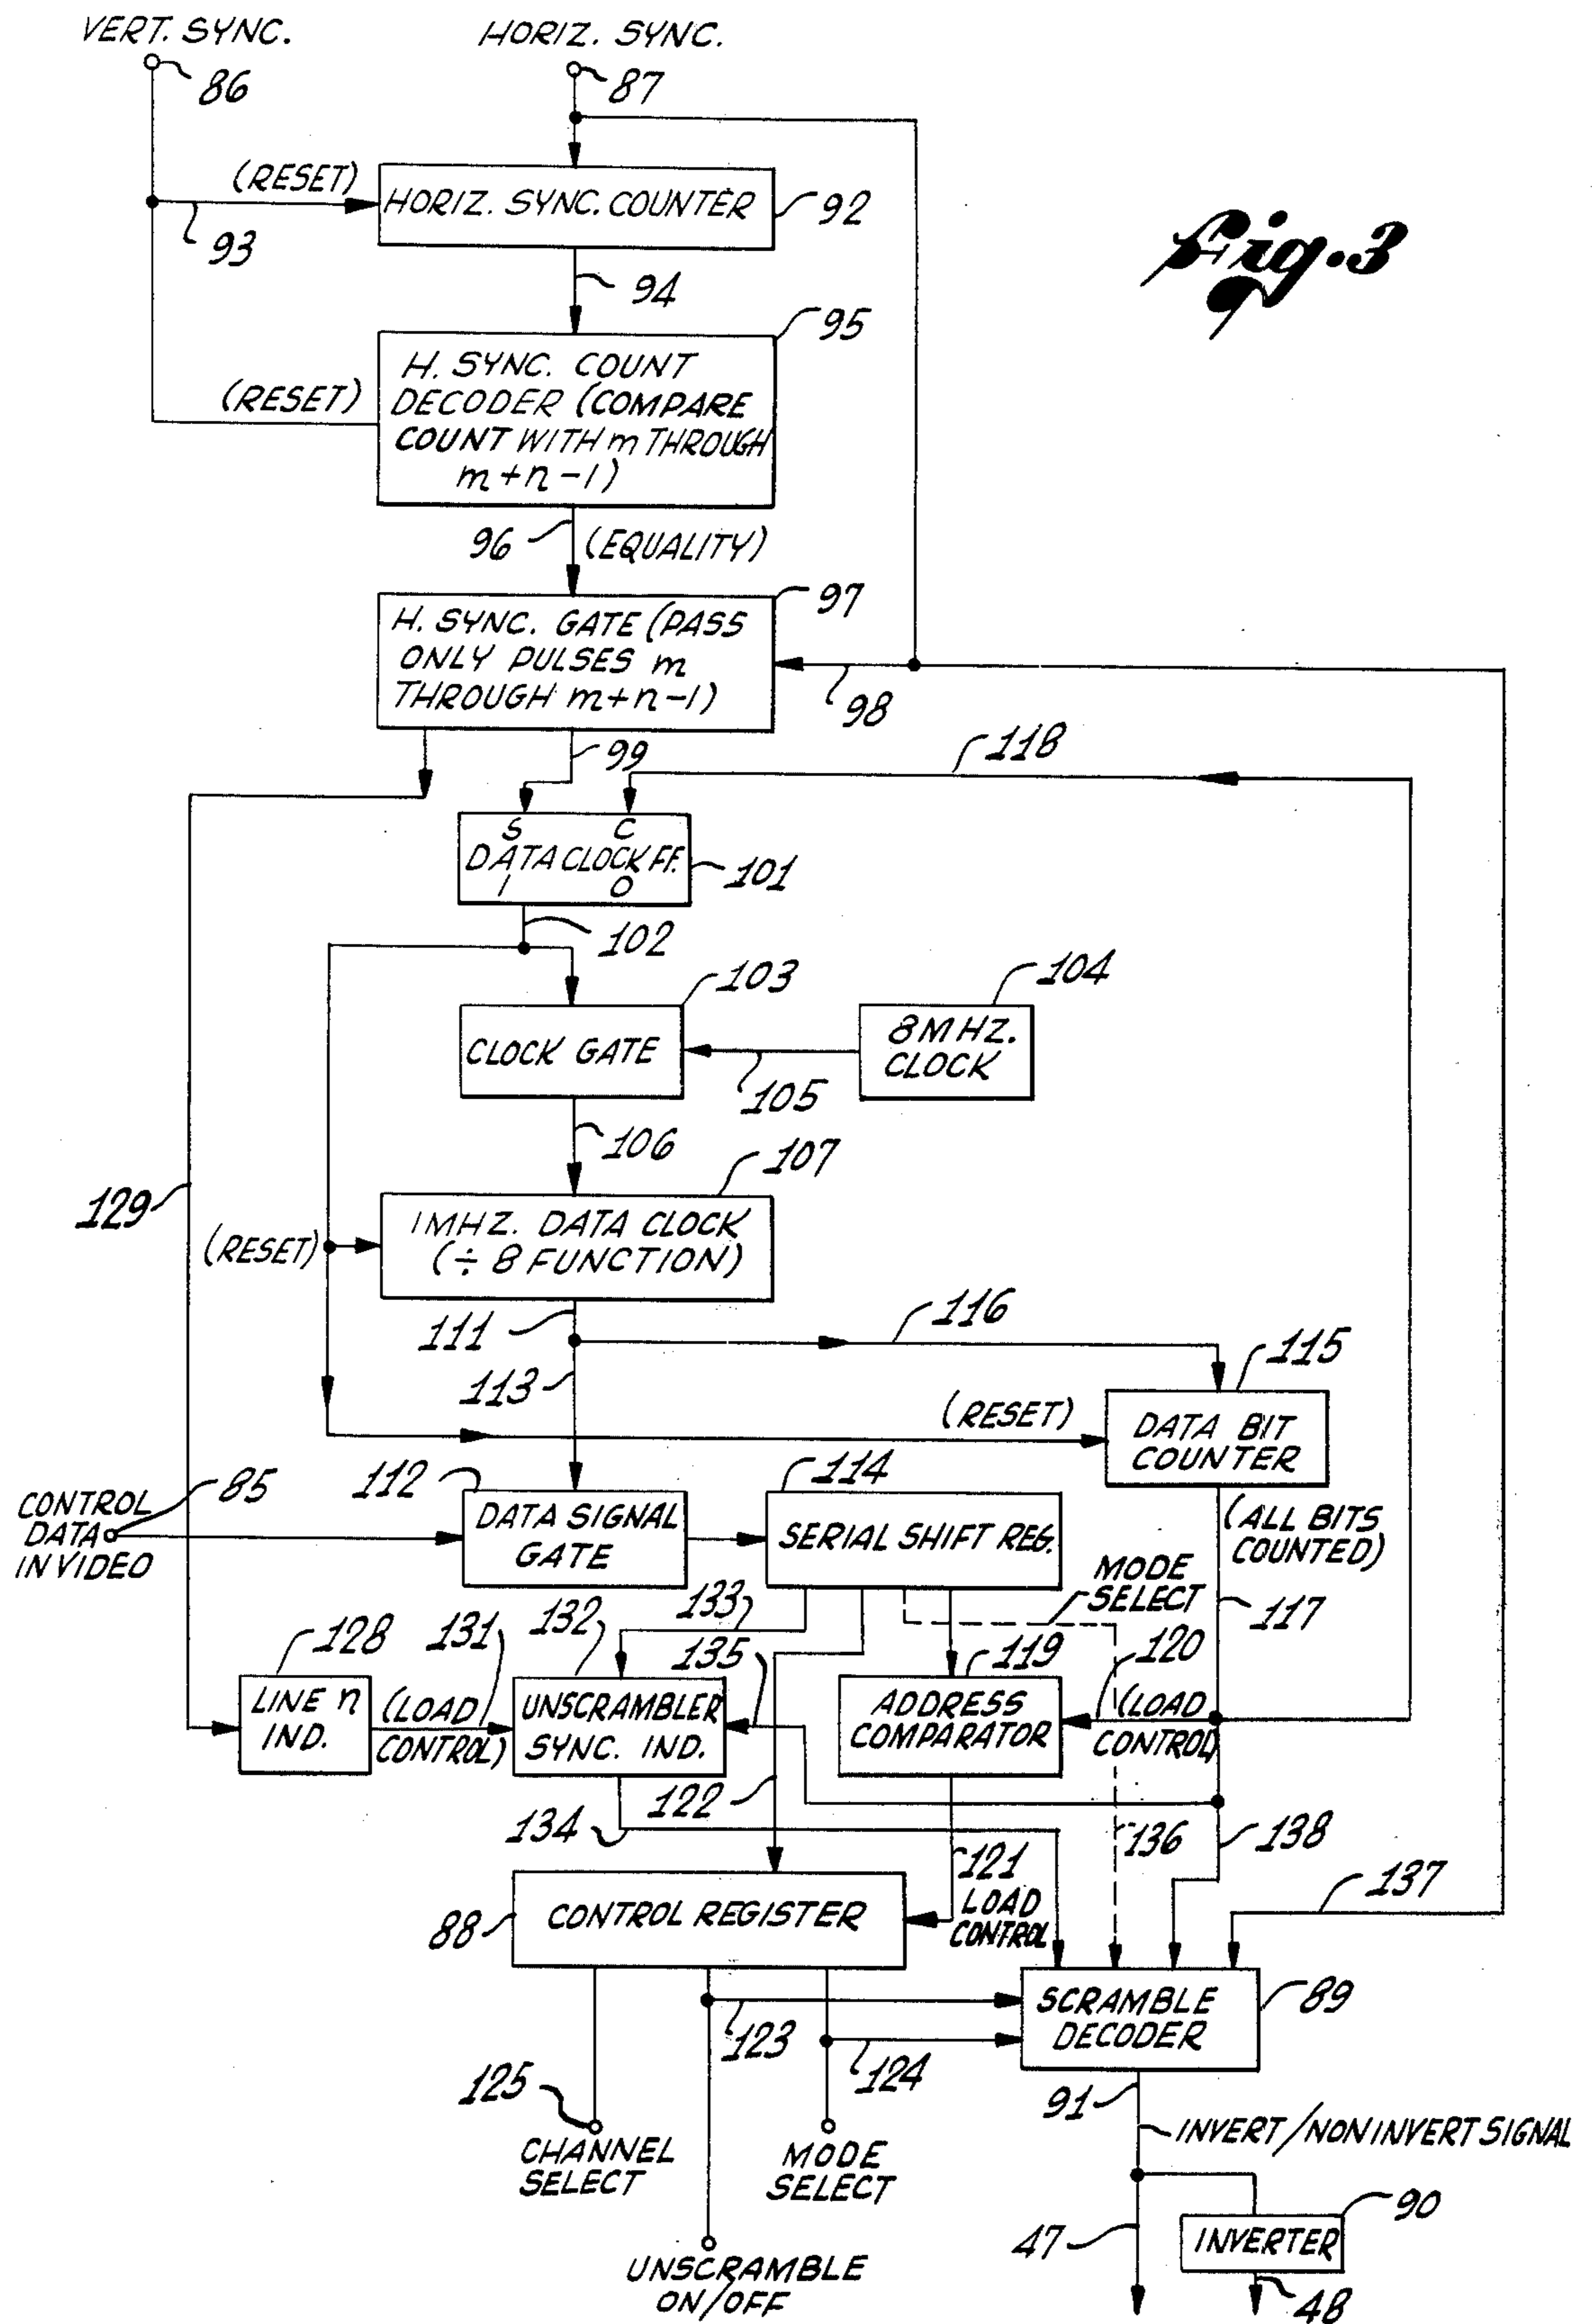 VERT. SYNC.
HORIZ. SYNC.
86
87
(RESET)
HORIZ. SYNC. COUNTER
92
93
Fig. 3
94
95
H. SYNC. COUNT
DECODER (COMPARE
COUNT WITH m THROUGH
m+n-1)
(RESET)
96
(EQUALITY)
97
H. SYNC. GATE (PASS
ONLY PULSES m
THROUGH m+n-1)
98
99
118
S C
DATA CLOCK FF.
1 0
101
102
103
104
CLOCK GATE
8 MHZ.
CLOCK
105
106
107
129
1 MHZ. DATA CLOCK
(÷ 8 FUNCTION)
(RESET)
111
116
113
115
(RESET)
DATA BIT
COUNTER
112
114
85
CONTROL
DATA
IN VIDEO
DATA SIGNAL
GATE
SERIAL SHIFT REG.
(ALL BITS
COUNTED)
MODE
SELECT
117
133
128
131
132
135
119
120
LINE n
IND.
(LOAD
CONTROL)
UNSCRAMBLER
SYNC. IND.
ADDRESS
COMPARATOR
(LOAD
CONTROL)
122
134
136
138
121
137
LOAD
CONTROL
88
CONTROL REGISTER
SCRAMBLE
DECODER
89
123
124
125
91
CHANNEL
SELECT
MODE
SELECT
INVERT/NON INVERT SIGNAL
90
47
INVERTER
48
UNSCRAMBLE
ON/OFF